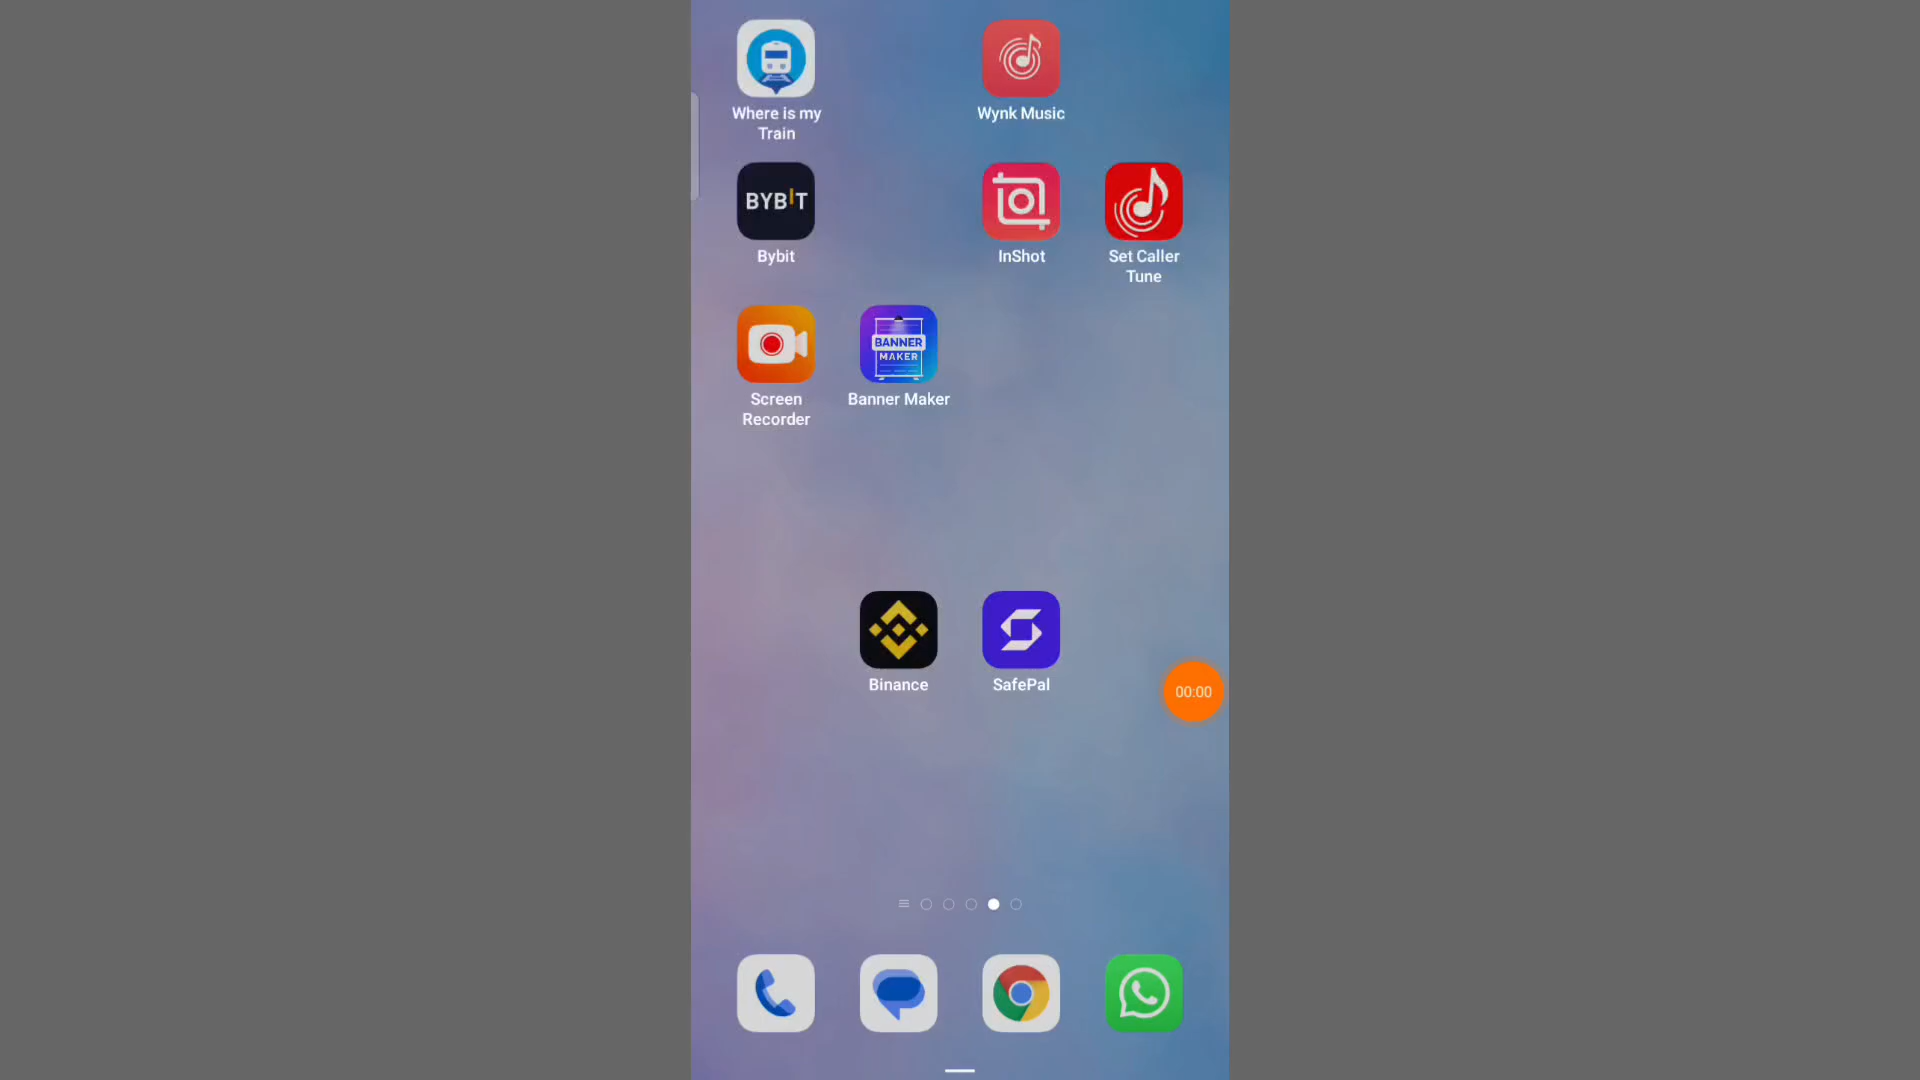 Where is my
Train
Wynk Music
BYBIT
Bybit
InShot
Set Caller
Tune
Screen
Recorder
BANNER
MAKER
Banner Maker
Binance
SafePal
00:00